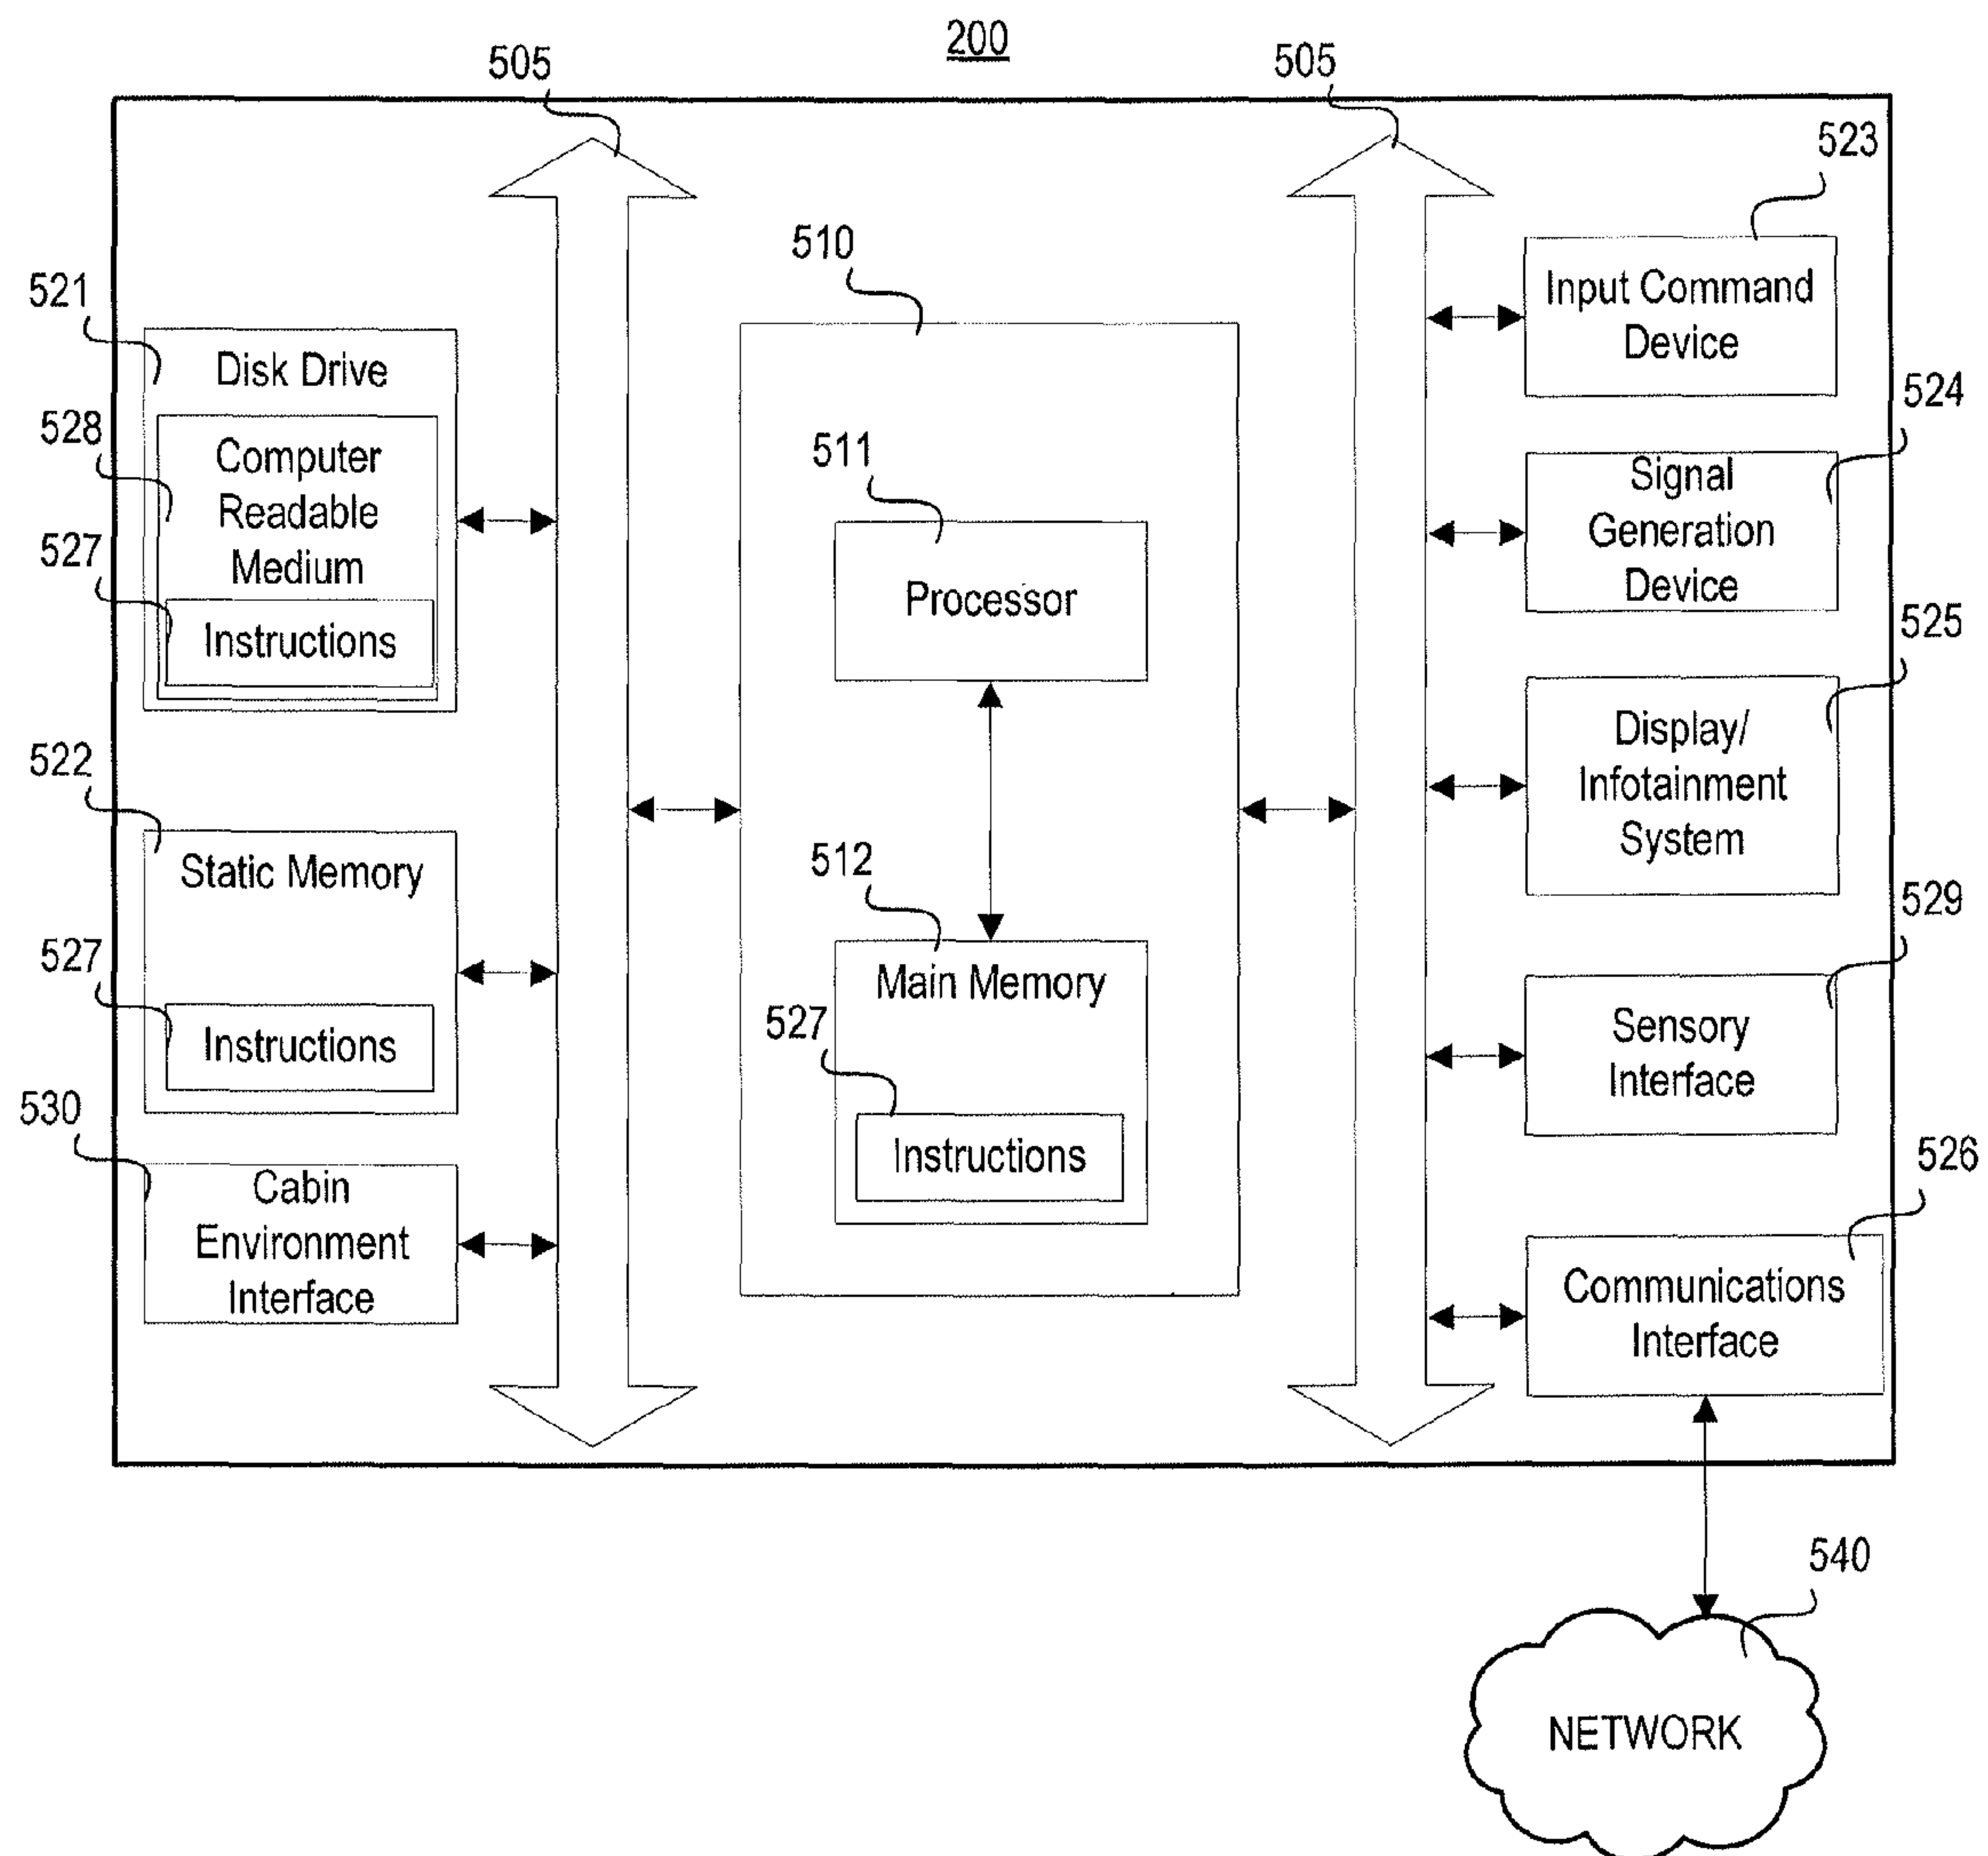 200
505
505
523
Input Command
Device
510
521
Disk Drive
528
Computer
Readable
Medium
527
Instructions
511
Processor
524
Signal
Generation
Device
525
Display/
Infotainment
System
522
Static Memory
527
Instructions
512
Main Memory
527
Instructions
529
Sensory
Interface
530
Cabin
Environment
Interface
526
Communications
Interface
540
NETWORK